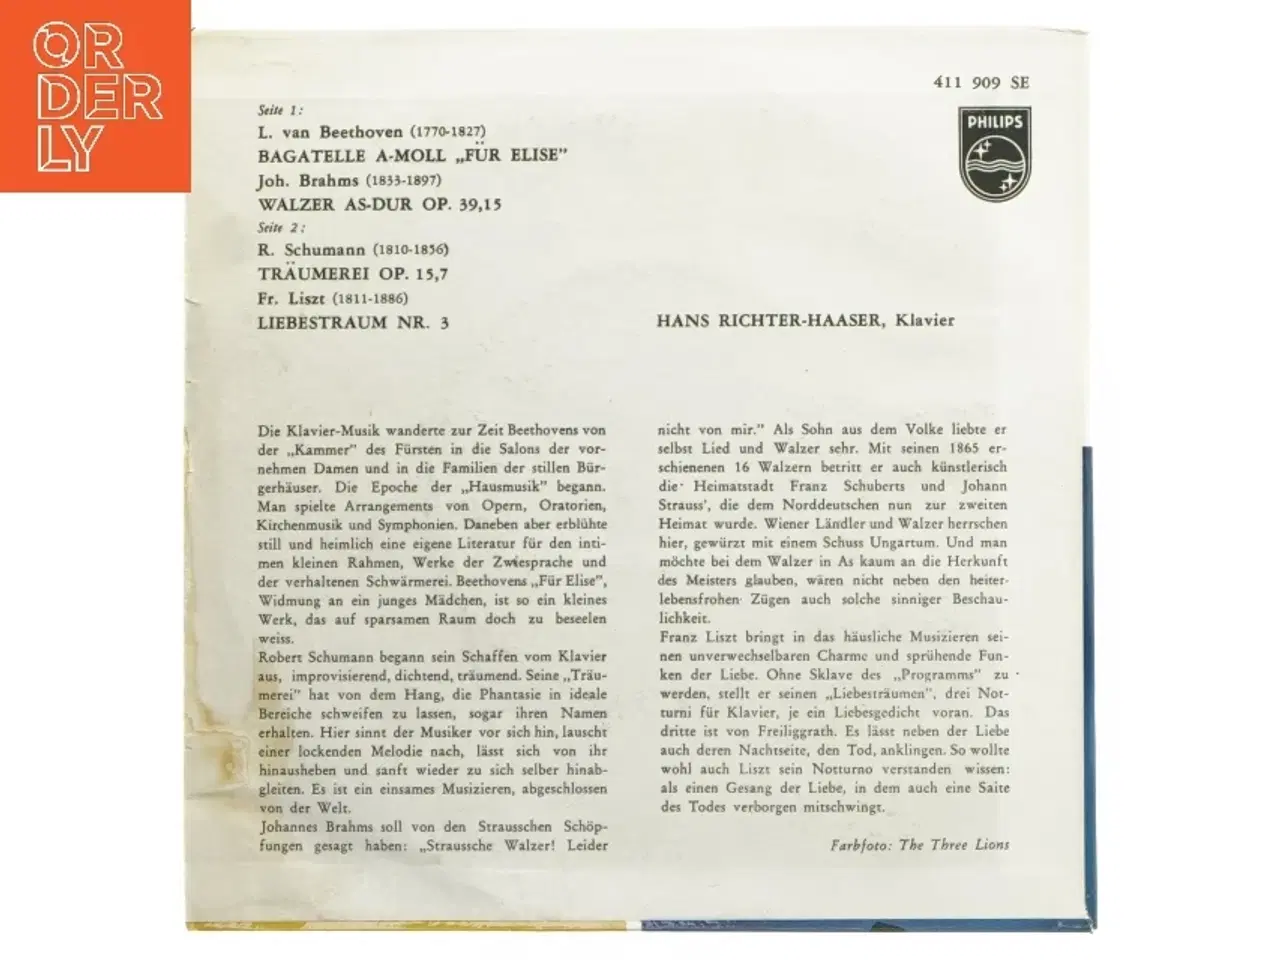 ORDERLY
411 909 SE
PHILIPS
Seite 1:
L. van Beethoven (1770-1827)
BAGATELLE A-MOLL „FÜR ELISE”
Joh. Brahms (1833-1897)
WALZER AS-DUR OP. 39,15
Seite 2:
R. Schumann (1810-1856)
TRÄUMEREI OP. 15,7
Fr. Liszt (1811-1886)
LIEBESTRAUM NR. 3
HANS RICHTER-HAASER, Klavier
Die Klavier-Musik wanderte zur Zeit Beethovens von
der „Kammer” des Fürsten in die Salons der vor-
nehmen Damen und in die Familien der stillen Bür-
gerhäuser. Die Epoche der „Hausmusik” begann.
Man spielte Arrangements von Opern, Oratorien,
Kirchenmusik und Symphonien. Daneben aber erblühte
still und heimlich eine eigene Literatur für den inti-
men kleinen Rahmen, Werke der Zwiesprache und
der verhaltenen Schwärmerei. Beethovens „Für Elise”,
Widmung an ein junges Mädchen, ist so ein kleines
Werk, das auf sparsamen Raum doch zu beseelen
weiss.
Robert Schumann begann sein Schaffen vom Klavier
aus, improvisierend, dichtend, träumend. Seine „Träu-
merei” hat von dem Hang, die Phantasie in ideale
Bereiche schweifen zu lassen, sogar ihren Namen
erhalten. Hier sinnt der Musiker vor sich hin, lauscht
einer lockenden Melodie nach, lässt sich von ihr
hinausheben und sanft wieder zu sich selber hinab-
gleiten. Es ist ein einsames Musizieren, abgeschlossen
von der Welt.
Johannes Brahms soll von den Strausschen Schöp-
fungen gesagt haben: „Straussche Walzer! Leider
nicht von mir.” Als Sohn aus dem Volke liebte er
selbst Lied und Walzer sehr. Mit seinen 1865 er-
schienenen 16 Walzern betritt er auch künstlerisch
die Heimatstadt Franz Schuberts und Johann
Strauss', die dem Norddeutschen nun zur zweiten
Heimat wurde. Wiener Ländler und Walzer herrschen
hier, gewürzt mit einem Schuss Ungartum. Und man
möchte bei dem Walzer in As kaum an die Herkunft
des Meisters glauben, wären nicht neben den heiter-
lebensfrohen Zügen auch solche sinniger Beschau-
lichkeit.
Franz Liszt bringt in das häusliche Musizieren sei-
nen unverwechselbaren Charme und sprühende Fun-
ken der Liebe. Ohne Sklave des „Programms” zu
werden, stellt er seinen „Liebesträumen”, drei Not-
turni für Klavier, je ein Liebesgedicht voran. Das
dritte ist von Freiliggrath. Es lässt neben der Liebe
auch deren Nachtseite, den Tod, anklingen. So wollte
wohl auch Liszt sein Notturno verstanden wissen:
als einen Gesang der Liebe, in dem auch eine Saite
des Todes verborgen mitschwingt.
Farbfoto: The Three Lions